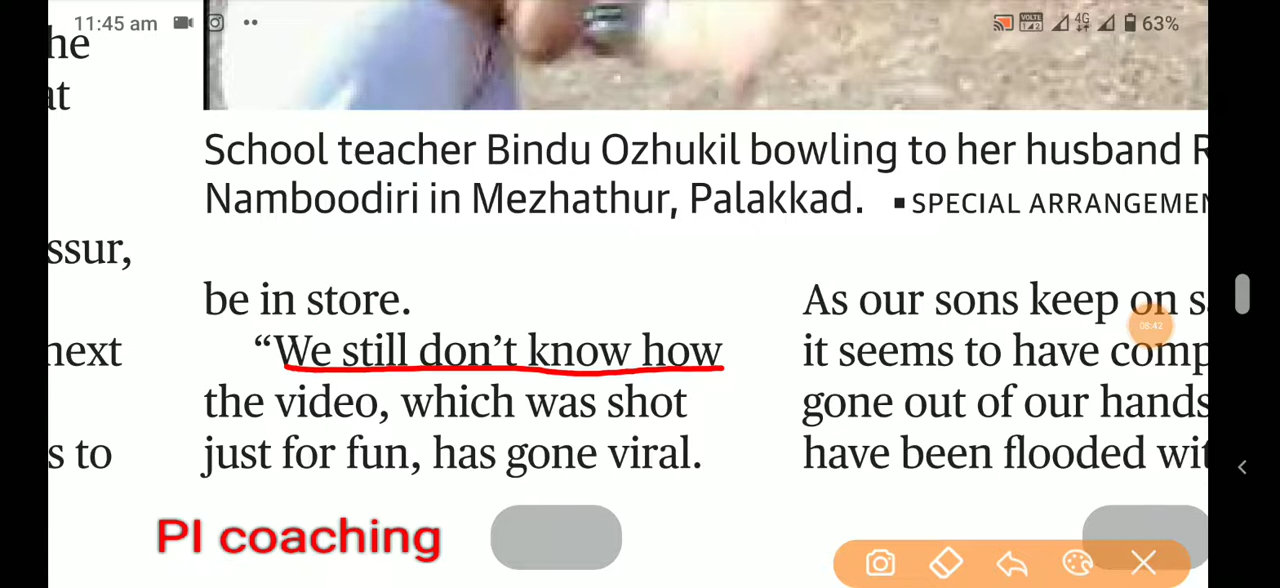 11:45 am
4G
63%
he
at
School teacher Bindu Ozhukil bowling to her husband R
Namboodiri in Mezhathur, Palakkad. ▪ SPECIAL ARRANGEMEN
ssur,
next
s to
be in store.
“We still don’t know how
the video, which was shot
just for fun, has gone viral.
As our sons keep on s
it seems to have comp
gone out of our hands
have been flooded wit
08:42
PI coaching